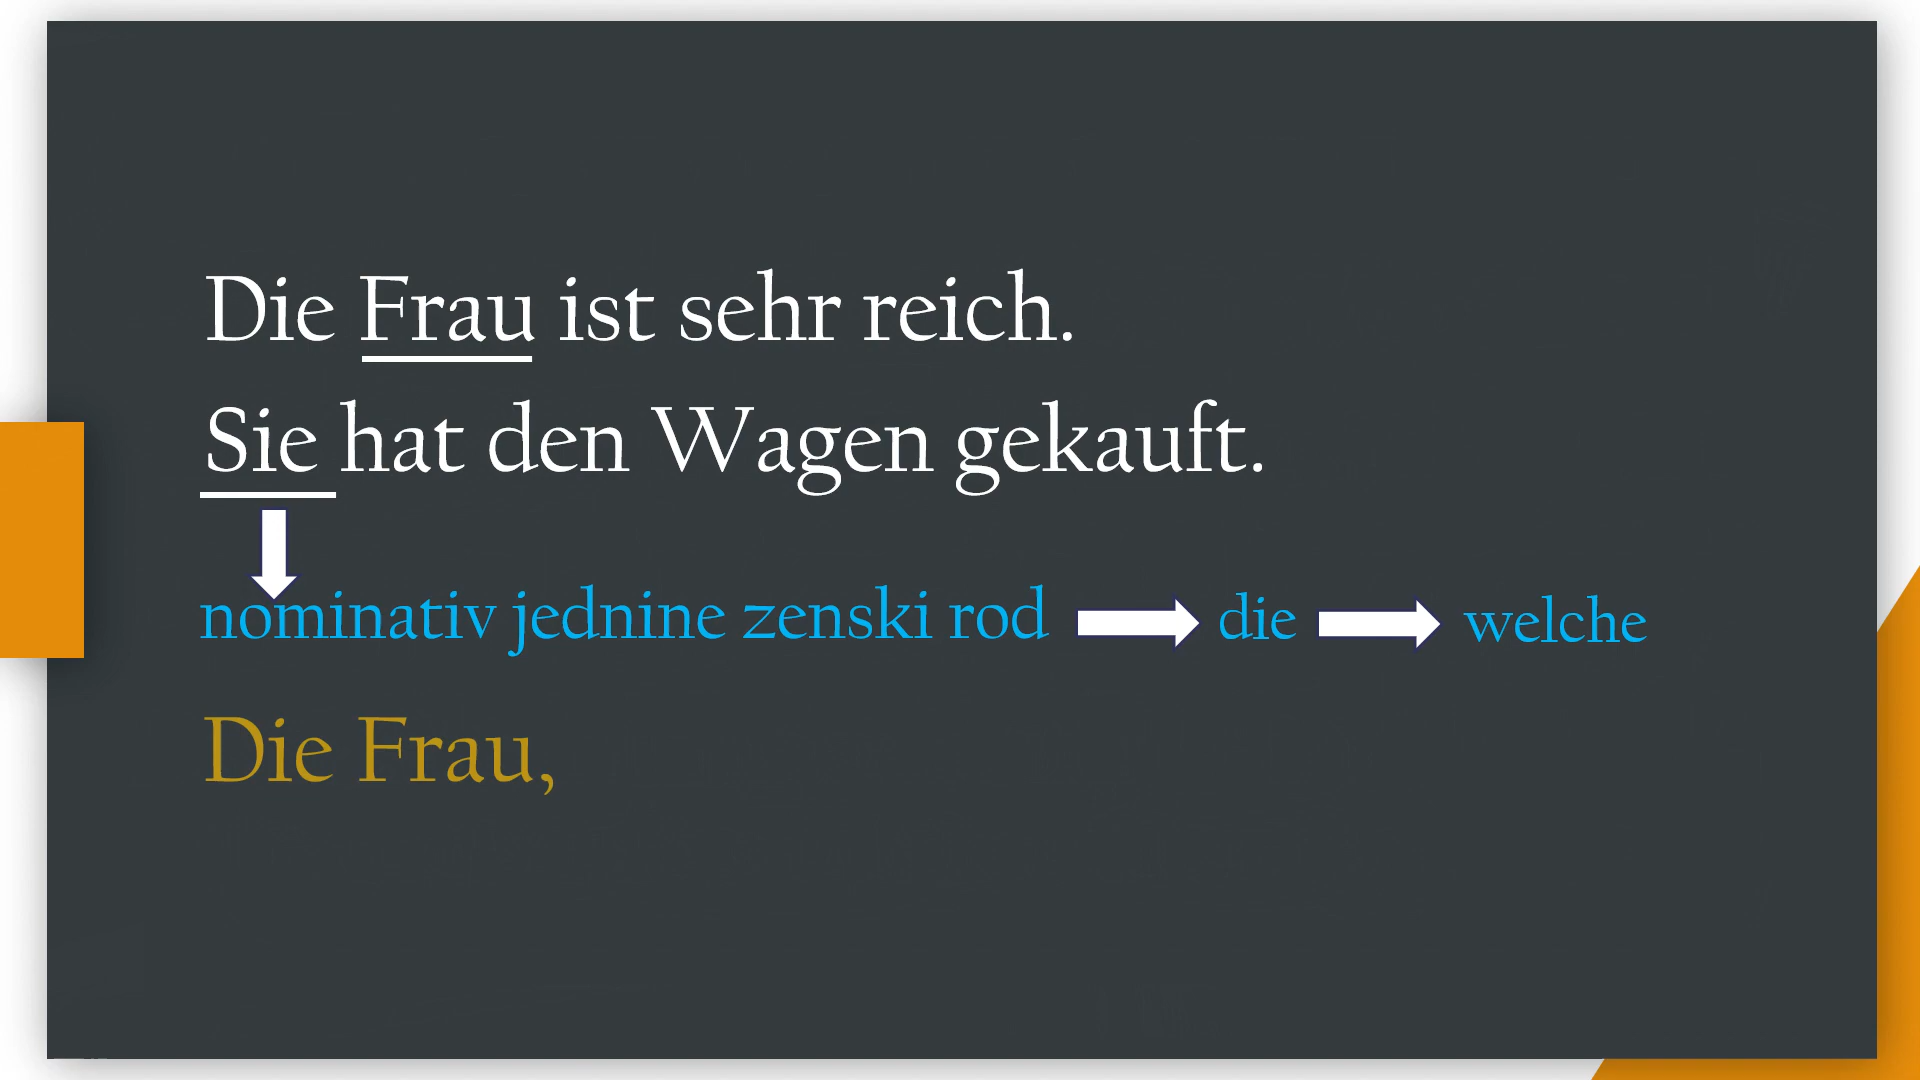 Die Frau ist sehr reich.
Sie hat den Wagen gekauft.
nominativ jednine zenski rod die welche
Die Frau,